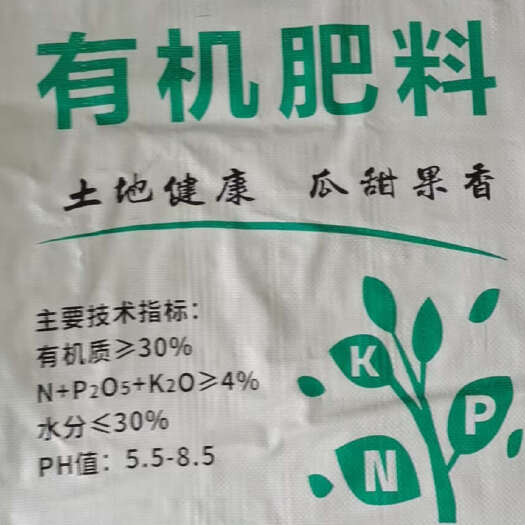 有机肥料
土地健康 瓜甜果香
主要技术指标：
有机质≥30%
N+P₂O₅+K₂O≥4%
水分≤30%
PH值：5.5-8.5
K
P
N